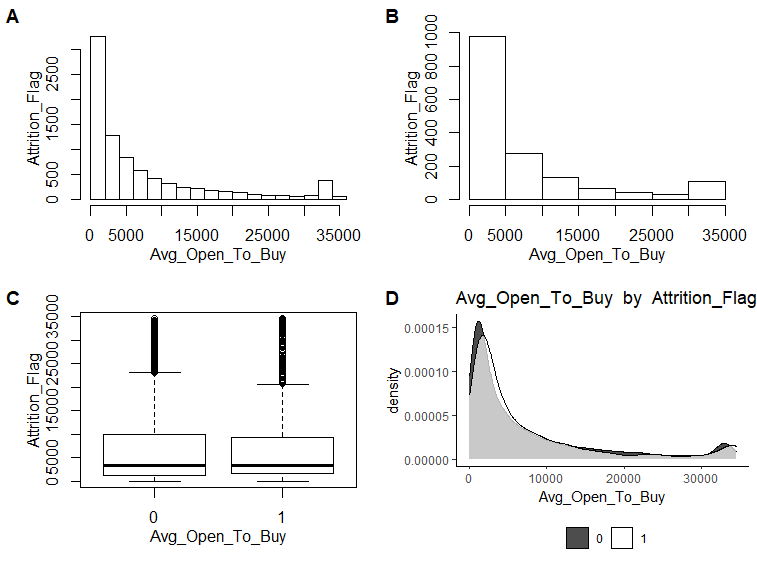 A
Attrition_Flag
0 500 1500 2500
0 5000 15000 25000 35000
Avg_Open_To_Buy
B
Attrition_Flag
0 200 400 600 800 1000
0 5000 15000 25000 35000
Avg_Open_To_Buy
C
Attrition_Flag
0 5000 15000 25000 35000
0 1
Avg_Open_To_Buy
D
Avg_Open_To_Buy by Attrition_Flag
density
0.00015
0.00010
0.00005
0.00000
0 10000 20000 30000
Avg_Open_To_Buy
0 1